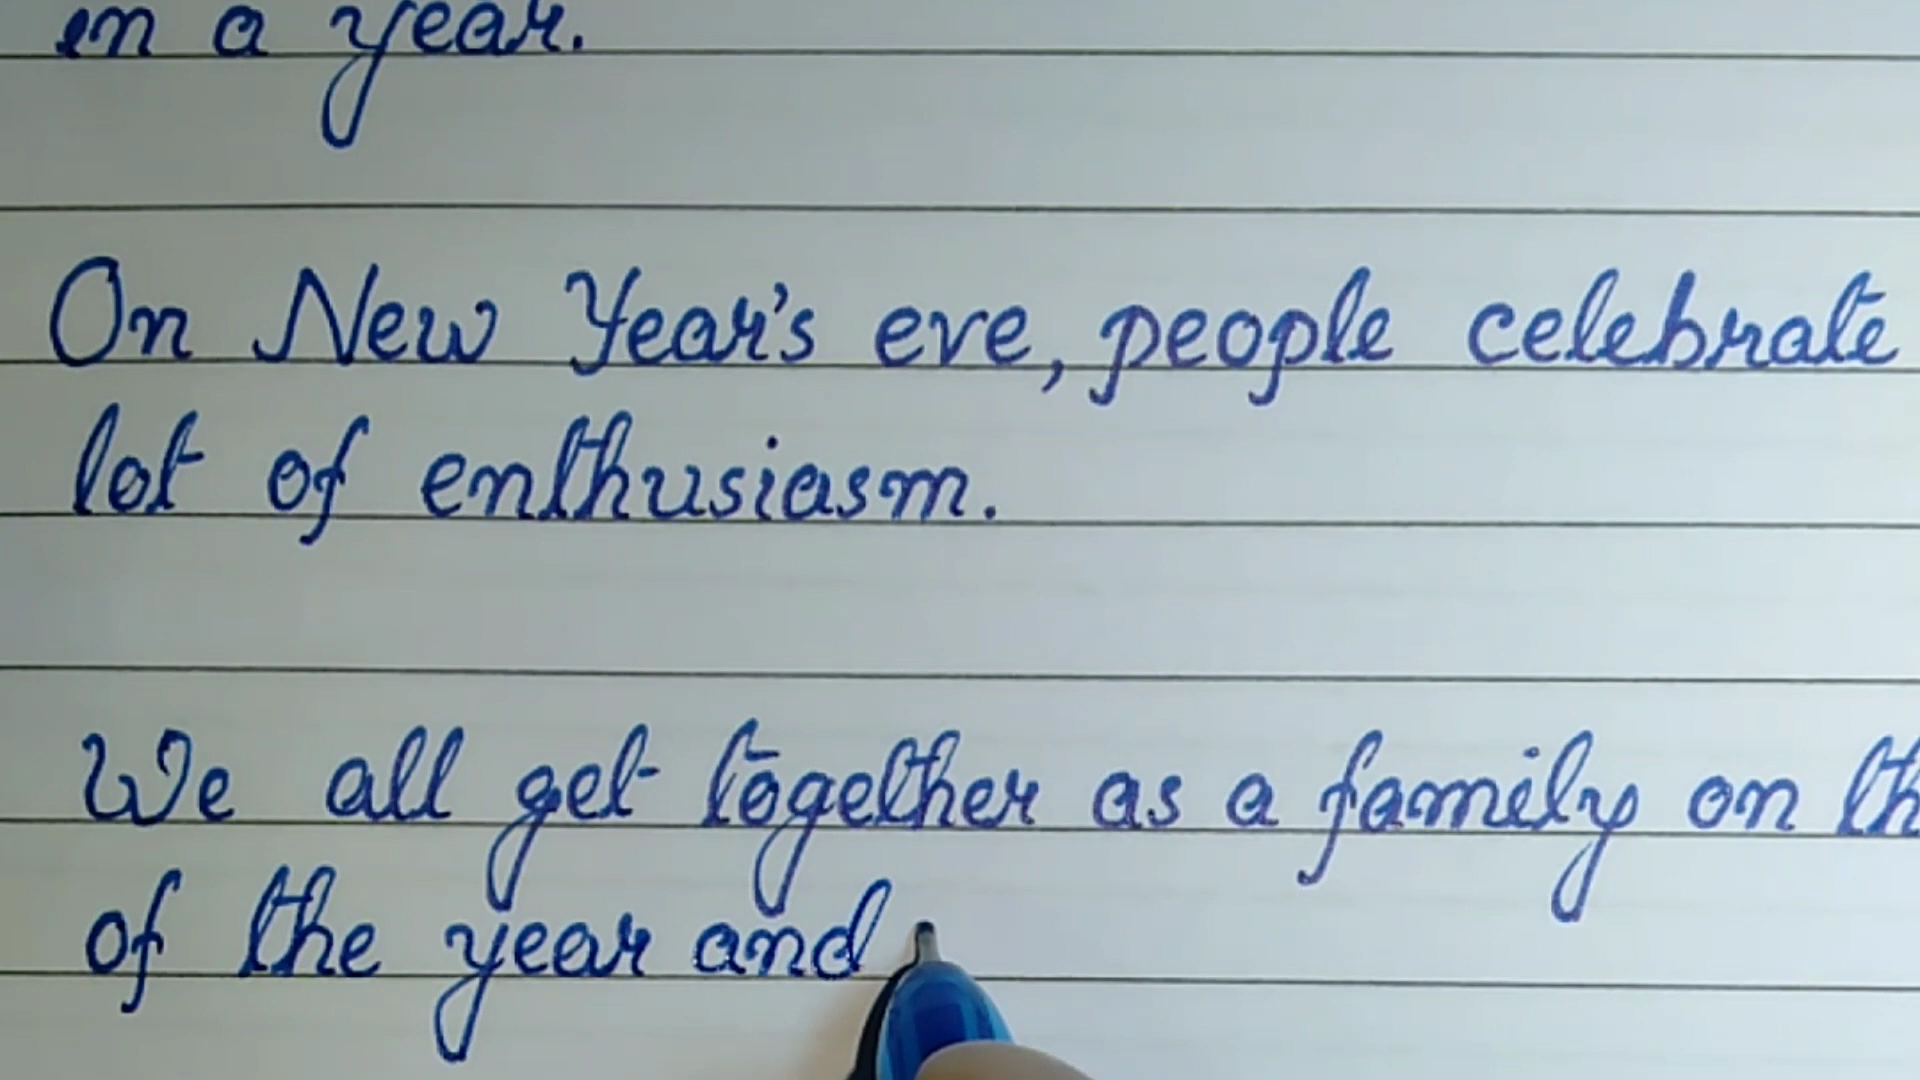 in a year.
On New Year's eve, people celebrate
lot of enthusiasm.
We all get together as a family on
of the year and